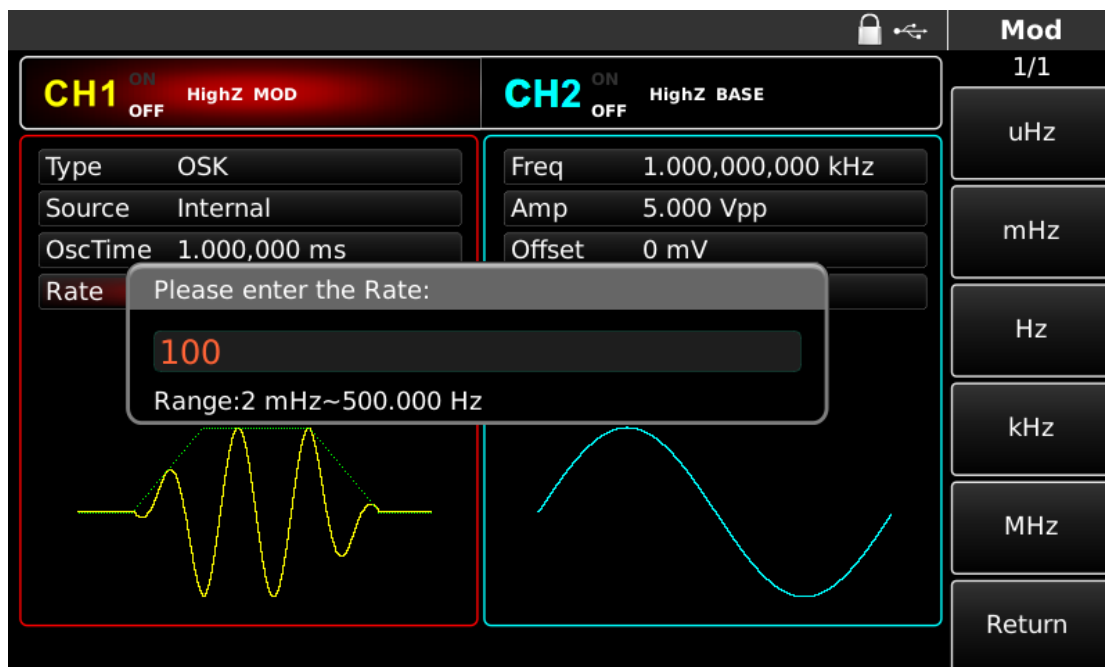 Mod
1/1
CH1 ON OFF HighZ MOD
CH2 ON OFF HighZ BASE
Type OSK
Source Internal
OscTime 1.000,000 ms
Rate
Freq 1.000,000,000 kHz
Amp 5.000 Vpp
Offset 0 mV
Please enter the Rate:
100
Range:2 mHz~500.000 Hz
uHz
mHz
Hz
kHz
MHz
Return